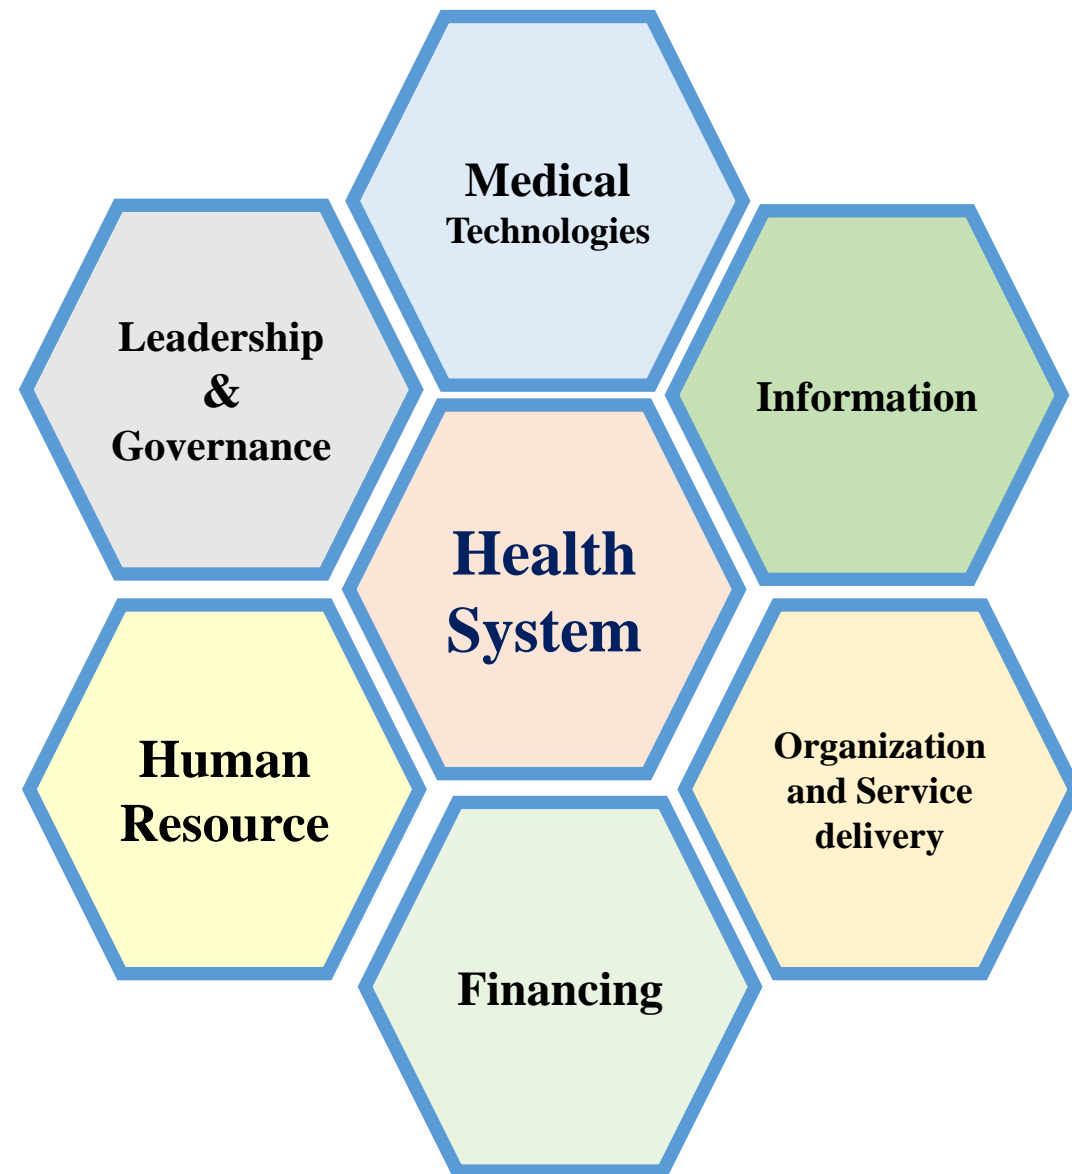 Medical
Technologies
Leadership
&
Governance
Information
Health
System
Human
Resource
Organization
and Service
delivery
Financing